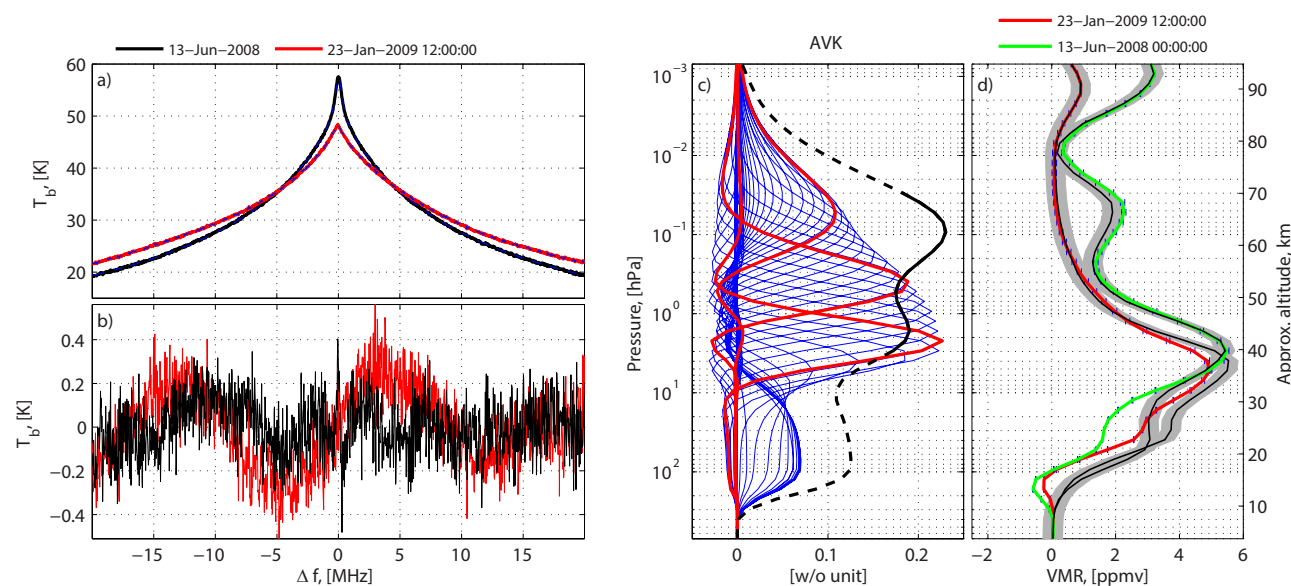 13−Jun−2008 23−Jan−2009 12:00:00
a)
T_b, [K]
60
50
40
30
20
b)
T_b, [K]
0.4
0.2
0
−0.2
−0.4
−15 −10 −5 0 5 10 15
Δ f, [MHz]
AVK
c)
Pressure, [hPa]
10^−3
10^−2
10^−1
10^0
10^1
10^2
0 0.1 0.2
[w/o unit]
23−Jan−2009 12:00:00
13−Jun−2008 00:00:00
d)
90
80
70
60
50
40
30
20
10
Approx. altitude, km
−2 0 2 4 6
VMR, [ppmv]